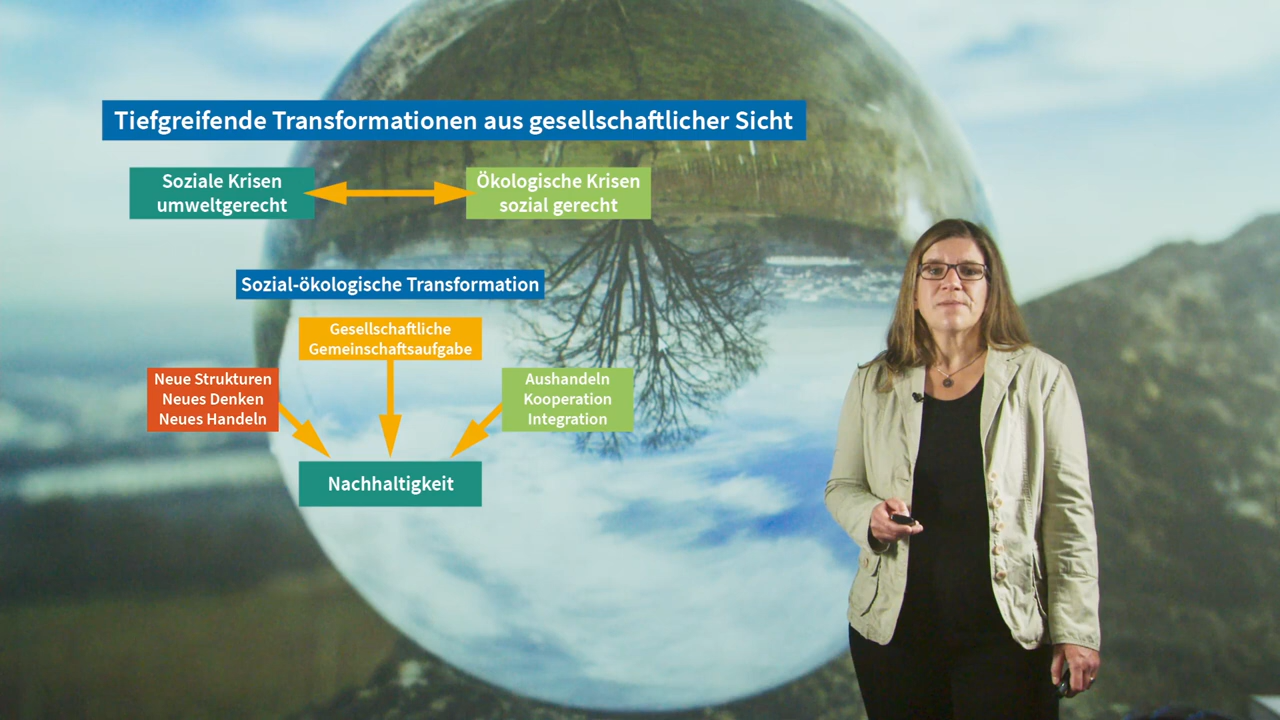 Tiefgreifende Transformationen aus gesellschaftlicher Sicht
Soziale Krisen
umweltgerecht
Ökologische Krisen
sozial gerecht
Sozial-ökologische Transformation
Gesellschaftliche
Gemeinschaftsaufgabe
Neue Strukturen
Neues Denken
Neues Handeln
Aushandeln
Kooperation
Integration
Nachhaltigkeit